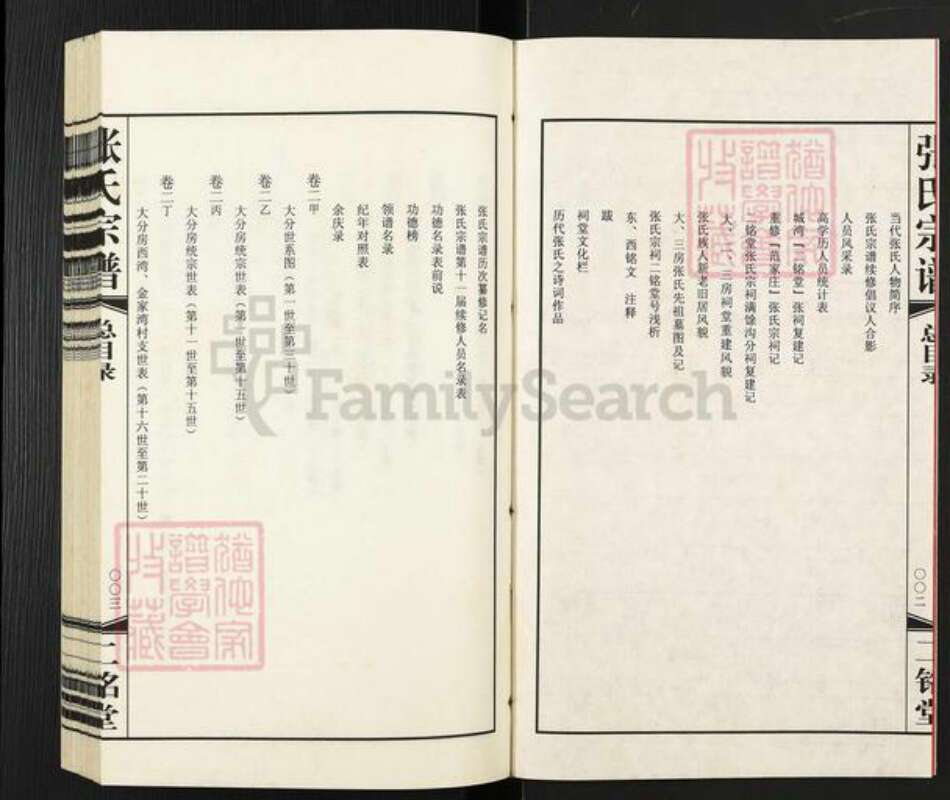 张氏宗谱
总目录
〇〇二
二铭堂
当代张氏人物简序
张氏宗谱续修倡议人合影
人员风采录
高学历人员统计表
城湾『二铭堂』张祠复建记
重修『范家庄』张氏宗祠记
二铭堂张氏宗祠满馀沟分祠复建记
大、二、三房祠堂重建风貌
张氏族人新老旧居风貌
大、三房张氏先祖墓图及记
张氏宗祠二铭堂号浅析
东、西铭文 注释
跋
祠堂文化栏
历代张氏之诗词作品
张氏宗谱历次纂修记名
张氏宗谱第十一届续修人员名录表
功德名录表前说
功德榜
领谱名录
纪年对照表
余庆录
卷二甲
大分世系图（第一世至第三十世）
卷二乙
大分房统宗世表（第一世至第十五世）
卷二丙
大分房统宗世表（第十一世至第十五世）
卷二丁
大分房西湾、金家湾村支世表（第十六世至第二十世）
张氏宗谱
总目录
〇〇三
二铭堂
FamilySearch